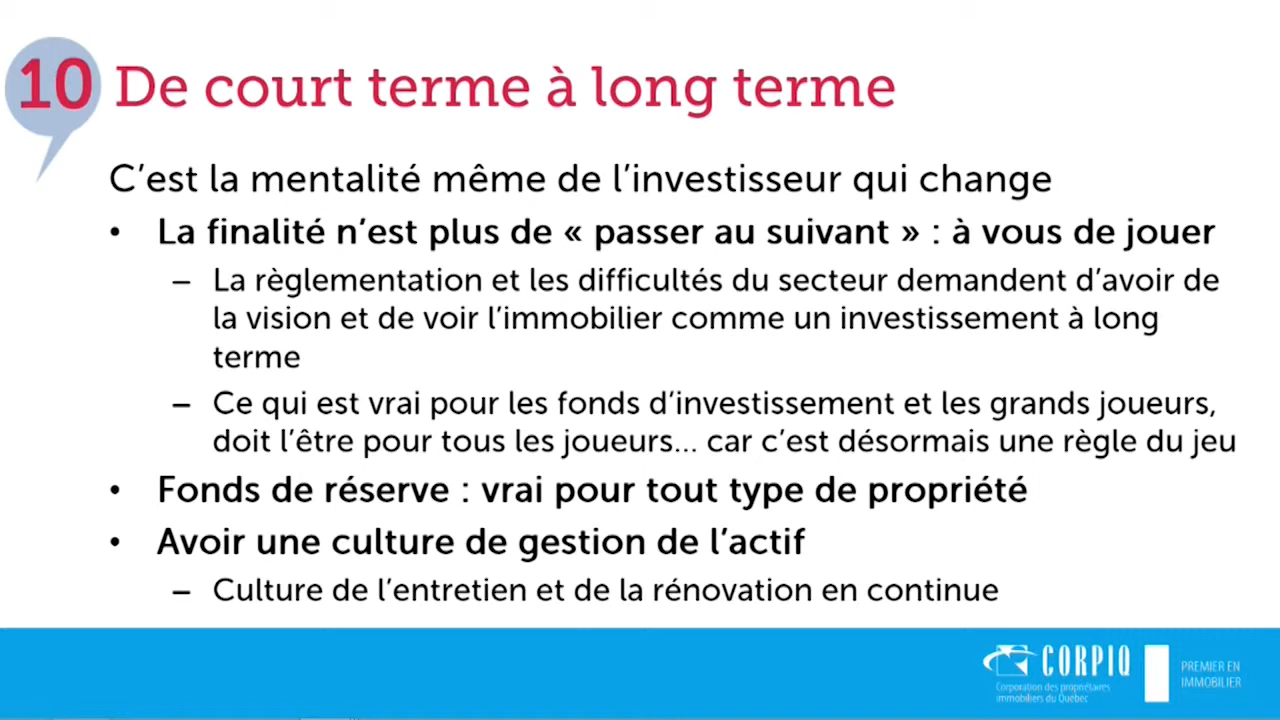 10 De court terme à long terme
C’est la mentalité même de l’investisseur qui change
• La finalité n’est plus de « passer au suivant » : à vous de jouer
– La règlementation et les difficultés du secteur demandent d’avoir de
la vision et de voir l’immobilier comme un investissement à long
terme
– Ce qui est vrai pour les fonds d’investissement et les grands joueurs,
doit l’être pour tous les joueurs... car c’est désormais une règle du jeu
• Fonds de réserve : vrai pour tout type de propriété
• Avoir une culture de gestion de l’actif
– Culture de l’entretien et de la rénovation en continue
CORPIQ
Corporation des propriétaires
immobiliers du Québec
PREMIER EN
IMMOBILIER